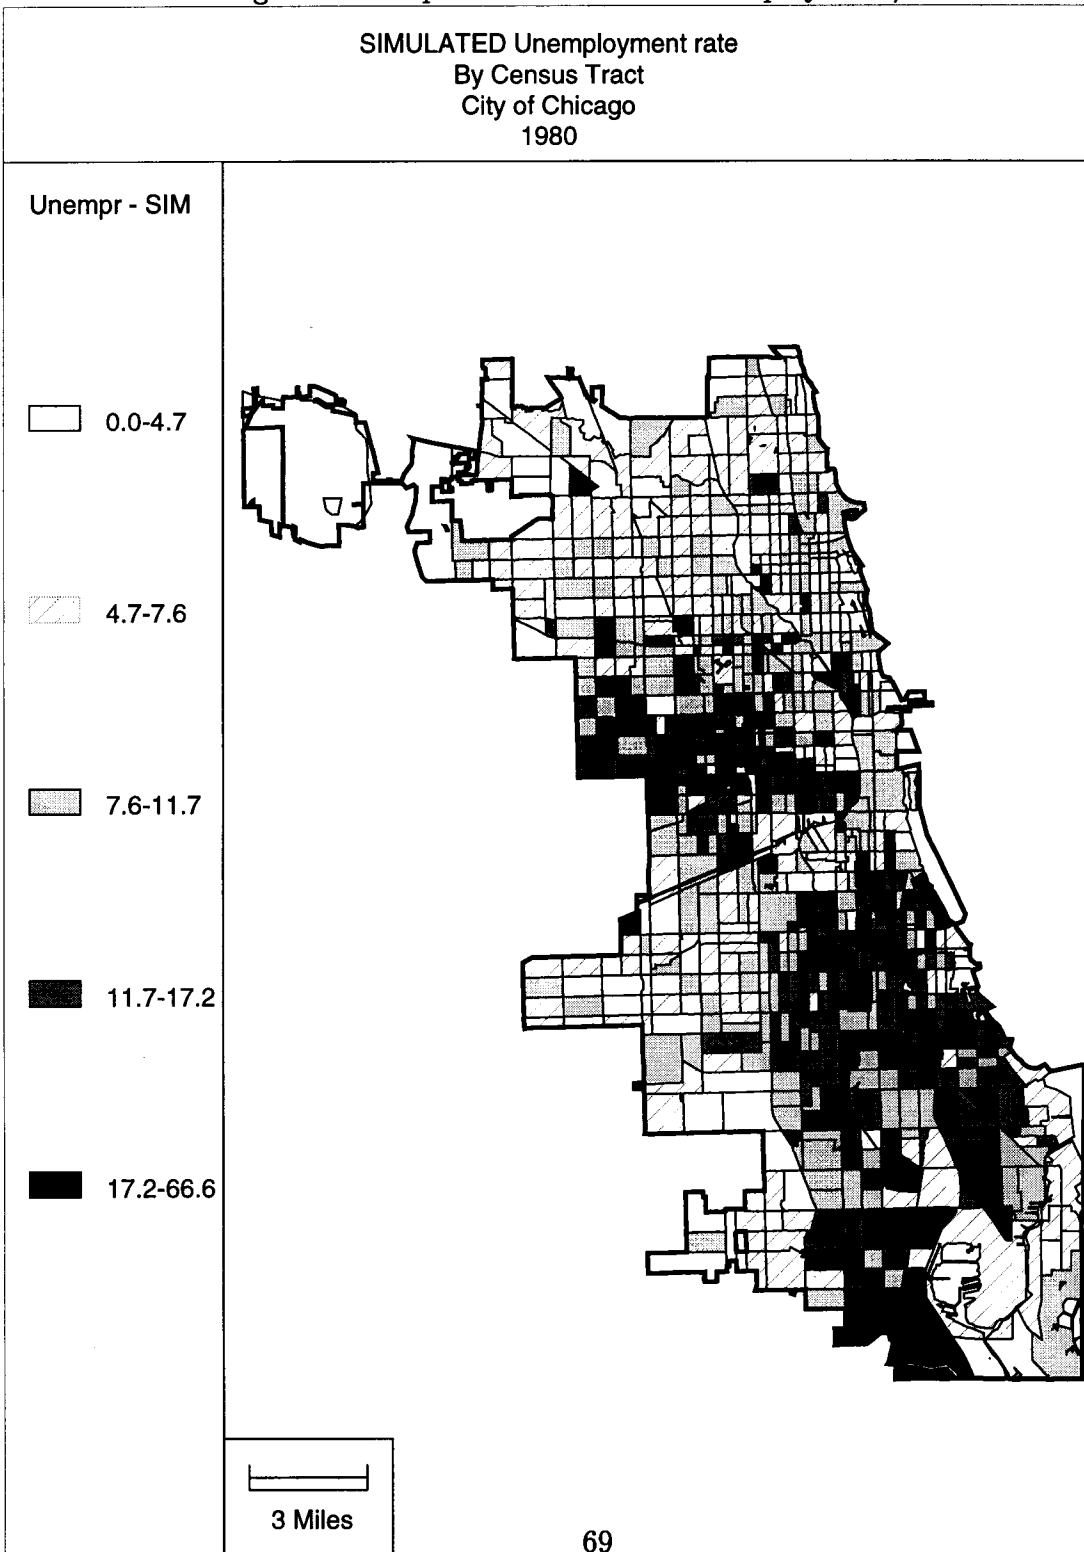 SIMULATED Unemployment rate
By Census Tract
City of Chicago
1980
Unempr - SIM
0.0-4.7
4.7-7.6
7.6-11.7
11.7-17.2
17.2-66.6
3 Miles
69